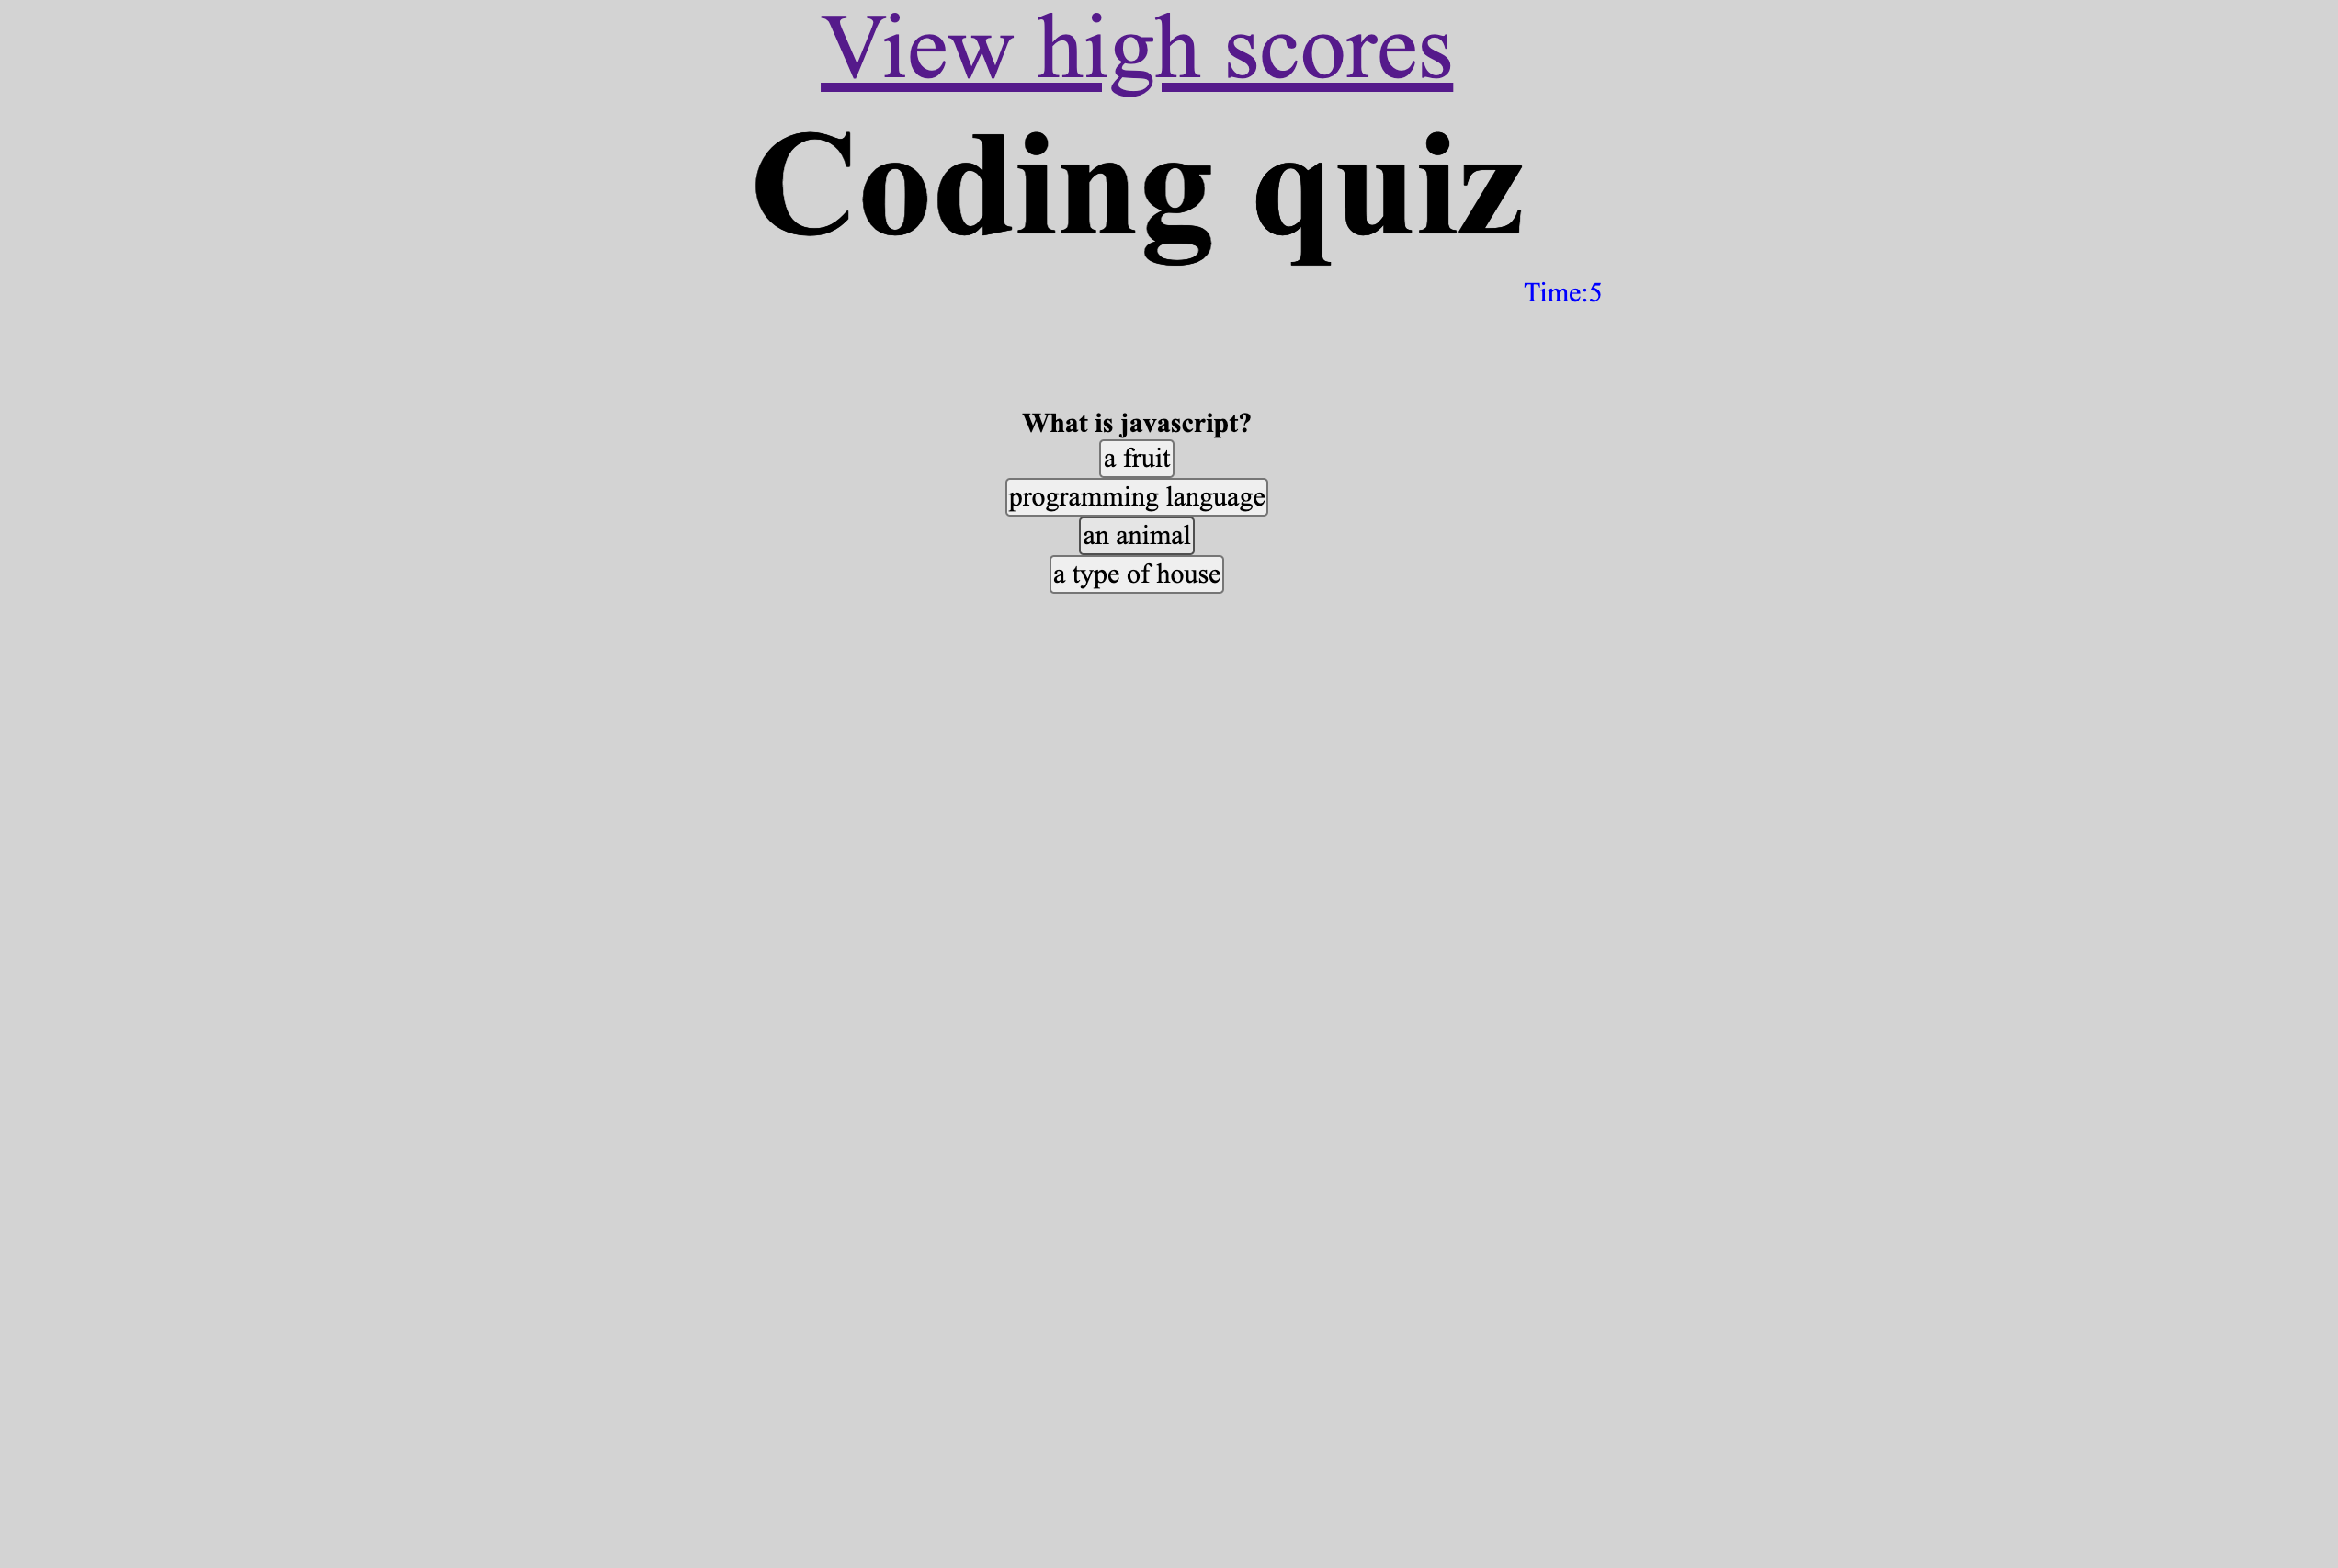 View high scores
Coding quiz
Time:5
What is javascript?
a fruit
programming language
an animal
a type of house